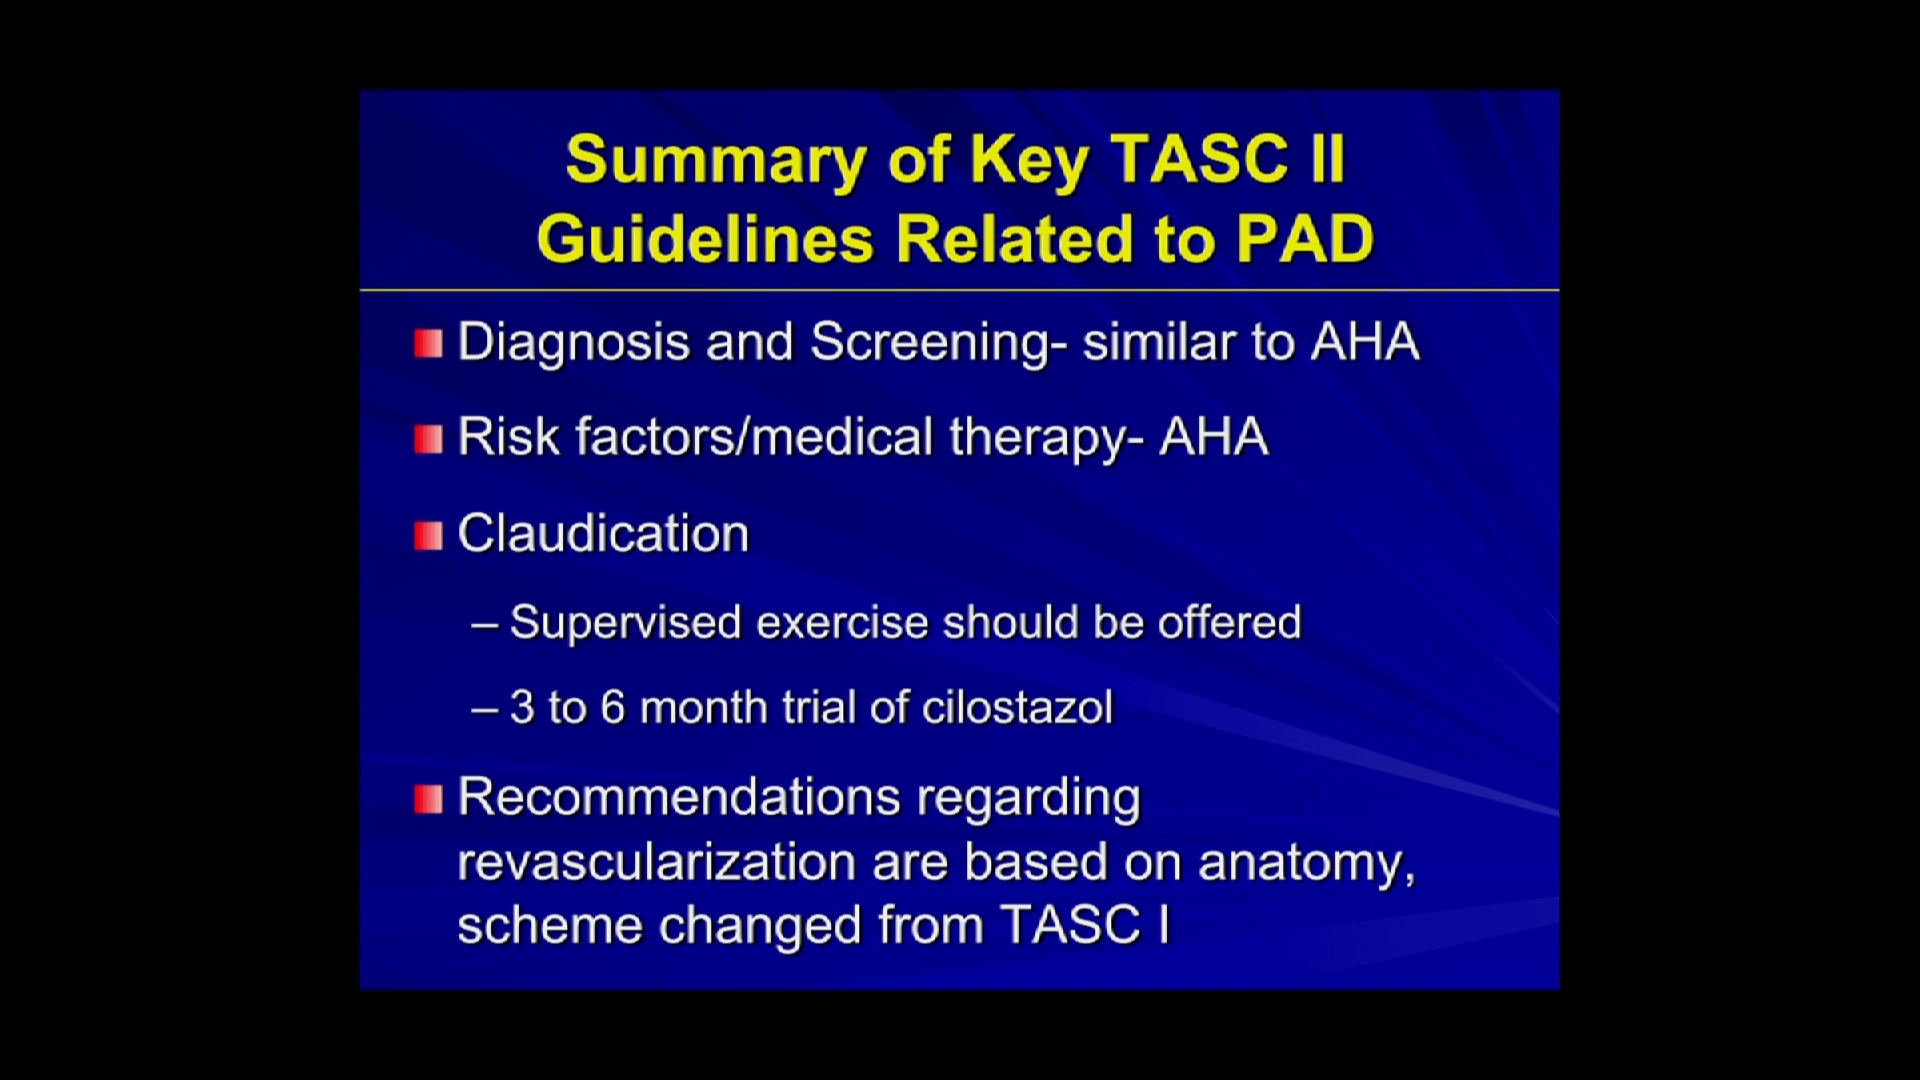 Summary of Key TASC II
Guidelines Related to PAD
Diagnosis and Screening- similar to AHA
Risk factors/medical therapy- AHA
Claudication
– Supervised exercise should be offered
– 3 to 6 month trial of cilostazol
Recommendations regarding
revascularization are based on anatomy,
scheme changed from TASC I